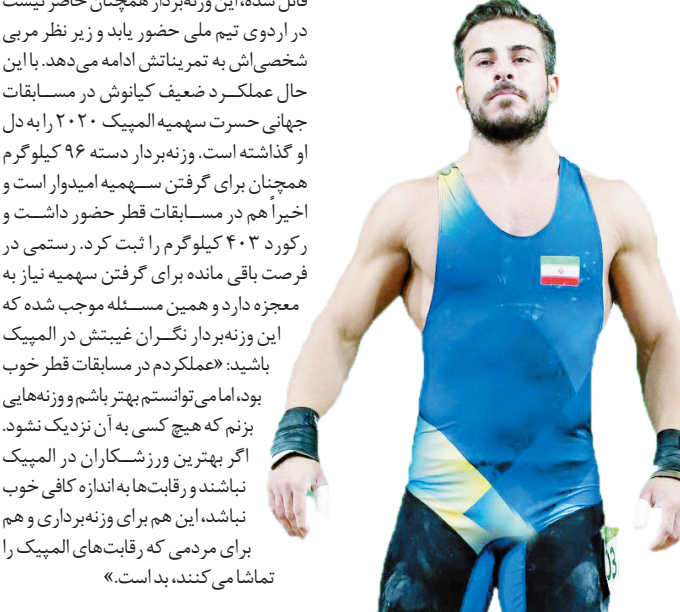 قائل شده، این وزنه‌بردار همچنان حاضر نیست
در اردوی تیم ملی حضور یابد و زیر نظر مربی
شخصی‌اش به تمریناتش ادامه می‌دهد. با این
حال عملکرد ضعیف کیانوش در مسابقات
جهانی حسرت سهمیه المپیک ۲۰۲۰ را به دل
او گذاشته است. وزنه‌بردار دسته ۹۶ کیلوگرم
همچنان برای گرفتن سهمیه امیدوار است و
اخیراً هم در مسابقات قطر حضور داشت و
رکورد ۴۰۳ کیلوگرم را ثبت کرد. رستمی در
فرصت باقی مانده برای گرفتن سهمیه نیاز به
معجزه دارد و همین مسئله موجب شده که
این وزنه‌بردار نگران غیبتش در المپیک
باشید: «عملکردم در مسابقات قطر خوب
بود، اما می‌توانستم بهتر باشم و وزنه‌هایی
بزنم که هیچ کسی به آن نزدیک نشود.
اگر بهترین ورزشکاران در المپیک
نباشند و رقابت‌ها به اندازه کافی خوب
نباشد، این هم برای وزنه‌برداری و هم
برای مردمی که رقابت‌های المپیک را
تماشا می‌کنند، بد است.»